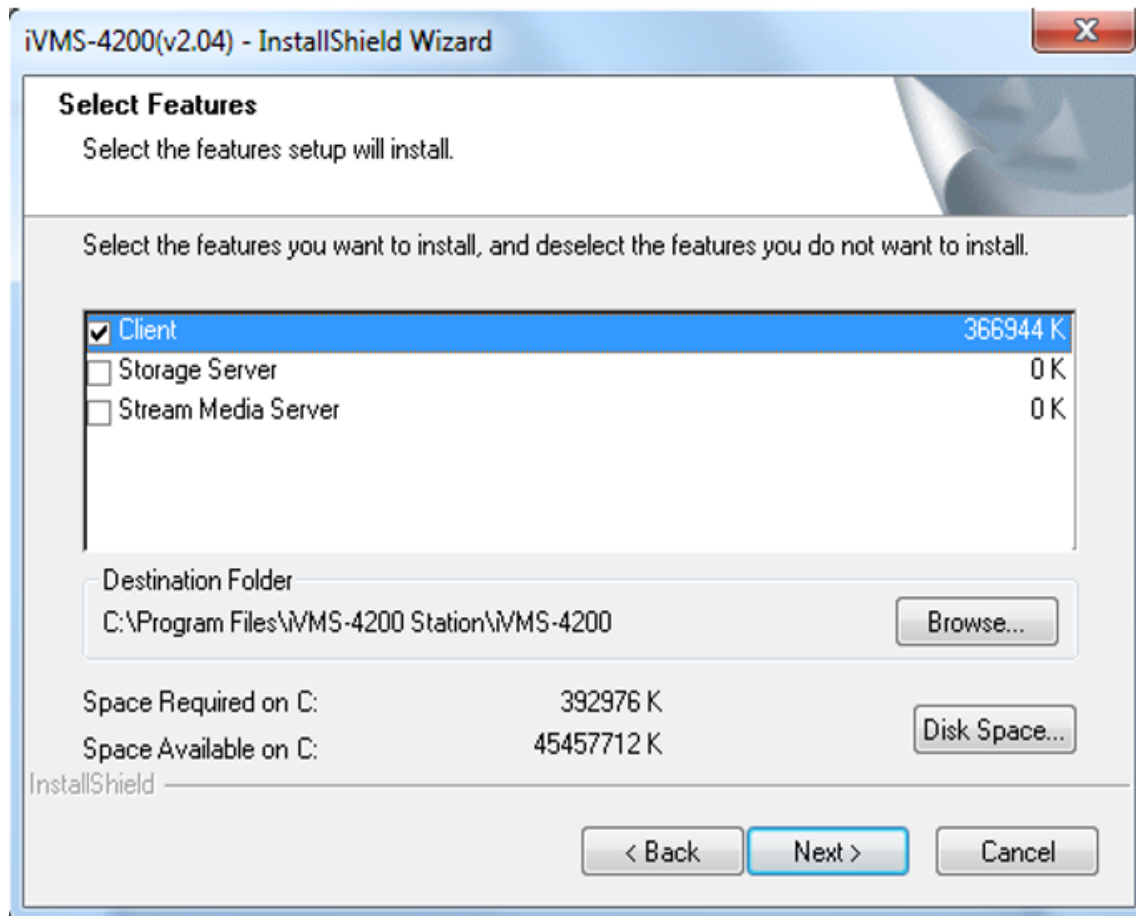 iVMS-4200(v2.04) - InstallShield Wizard
Select Features
Select the features setup will install.
Select the features you want to install, and deselect the features you do not want to install.
Client 366944 K
Storage Server 0 K
Stream Media Server 0 K
Destination Folder
C:\Program Files\iVMS-4200 Station\iVMS-4200 Browse...
Space Required on C: 392976 K
Space Available on C: 45457712 K Disk Space...
InstallShield
< Back Next > Cancel